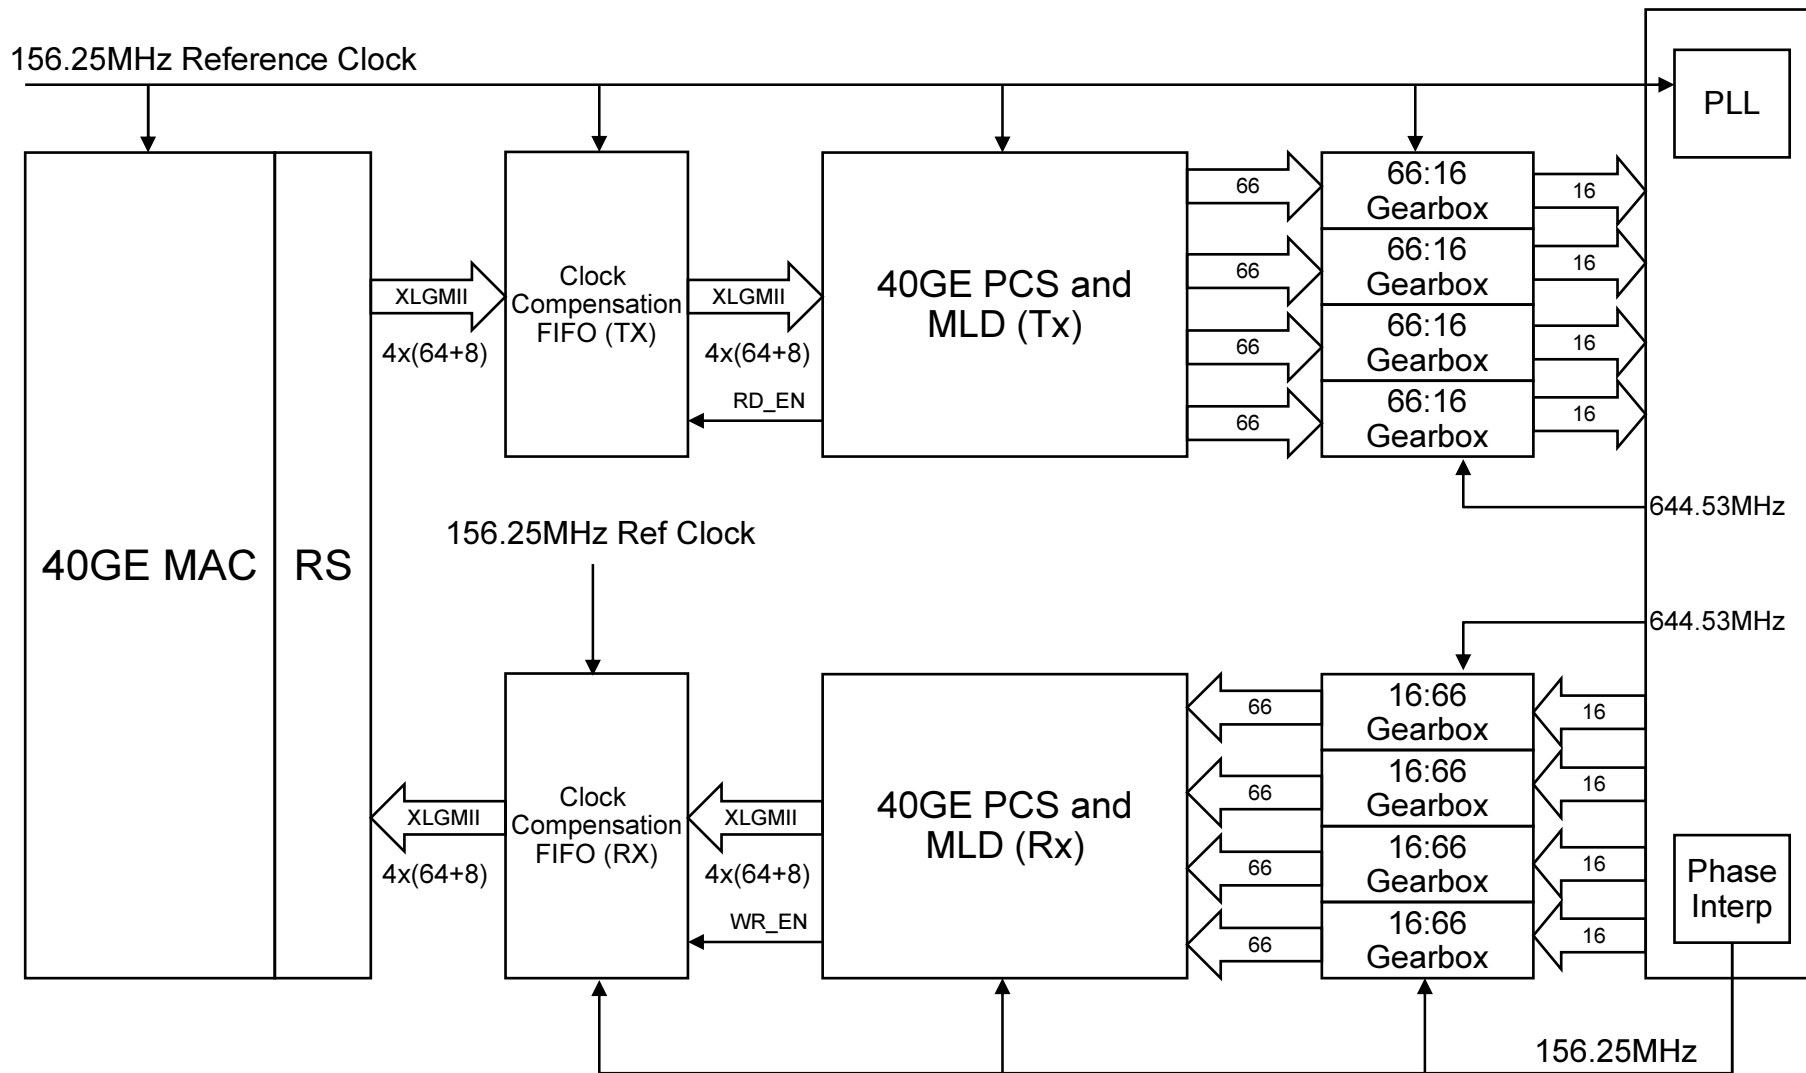 156.25MHz Reference Clock
PLL
40GE MAC
RS
XLGMII
4x(64+8)
Clock
Compensation
FIFO (TX)
XLGMII
4x(64+8)
RD_EN
40GE PCS and
MLD (Tx)
66
66
66
66
66:16
Gearbox
66:16
Gearbox
66:16
Gearbox
66:16
Gearbox
16
16
16
16
644.53MHz
156.25MHz Ref Clock
644.53MHz
XLGMII
4x(64+8)
Clock
Compensation
FIFO (RX)
XLGMII
4x(64+8)
WR_EN
40GE PCS and
MLD (Rx)
66
66
66
66
16:66
Gearbox
16:66
Gearbox
16:66
Gearbox
16:66
Gearbox
16
16
16
16
Phase
Interp
156.25MHz